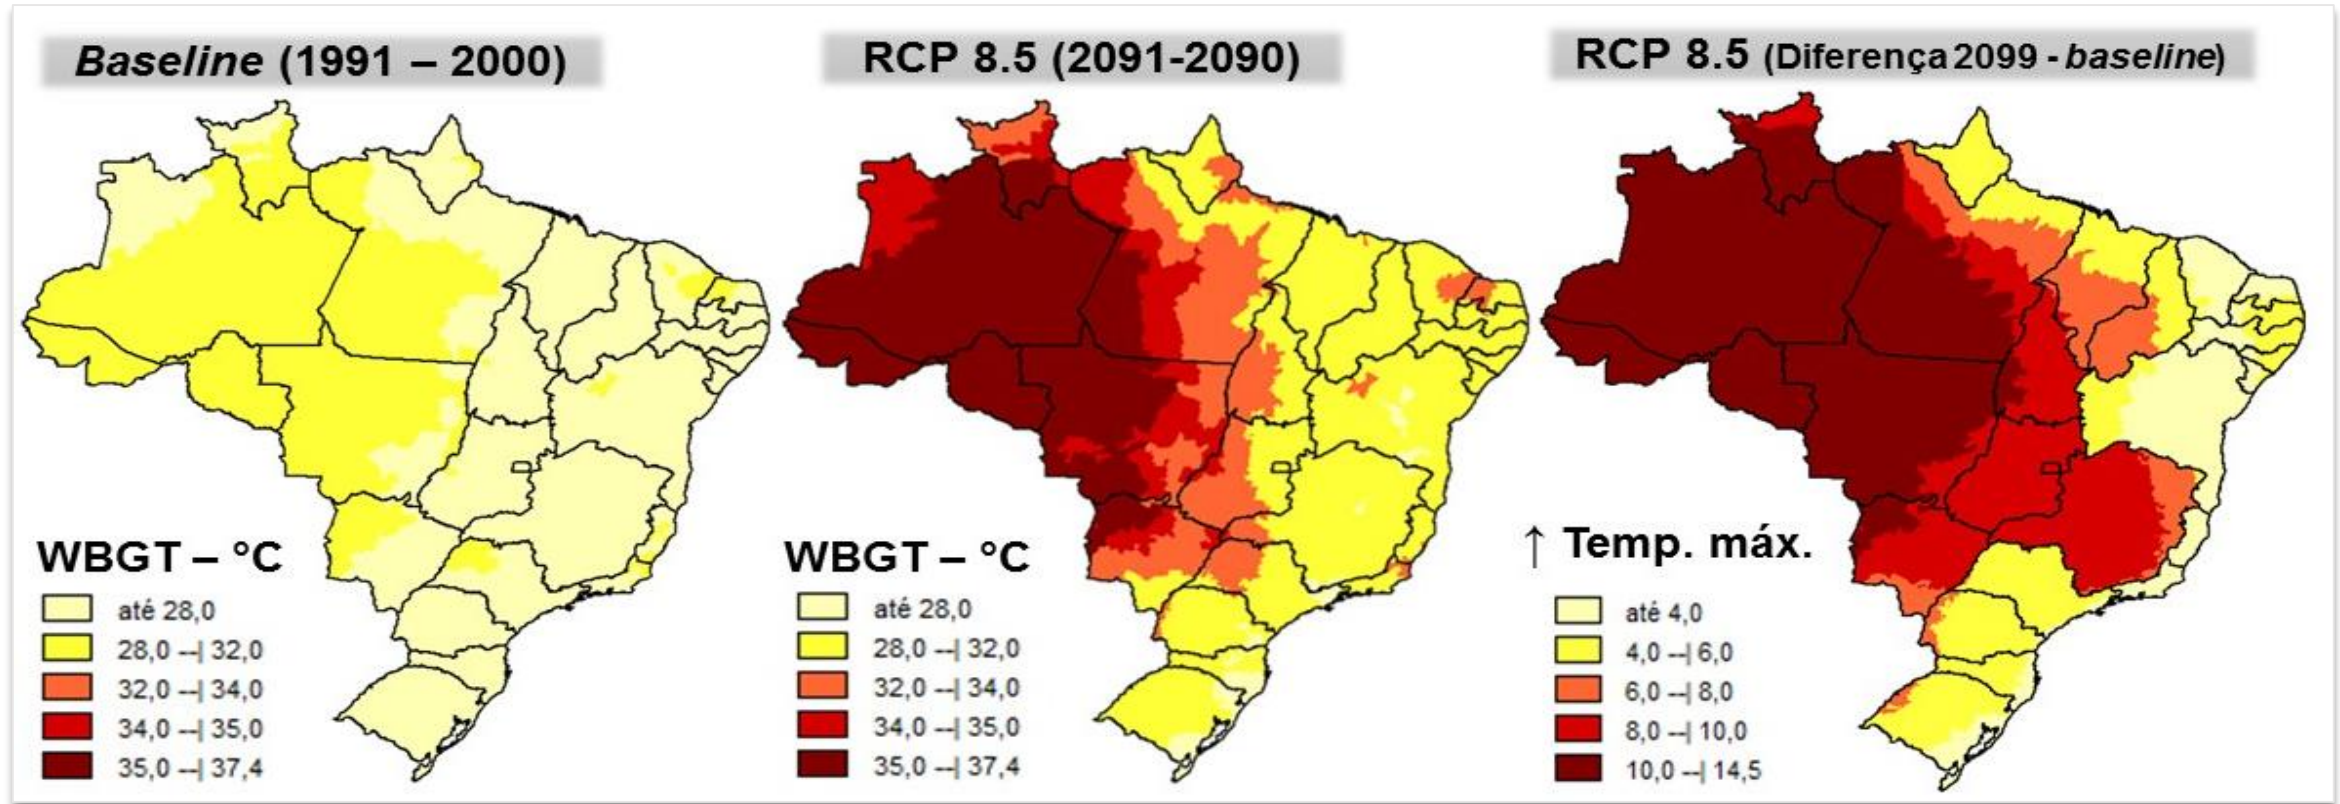 Baseline (1991 – 2000)
WBGT – °C
até 28,0
28,0 --| 32,0
32,0 --| 34,0
34,0 --| 35,0
35,0 --| 37,4
RCP 8.5 (2091-2090)
WBGT – °C
até 28,0
28,0 --| 32,0
32,0 --| 34,0
34,0 --| 35,0
35,0 --| 37,4
RCP 8.5 (Diferença 2099 - baseline)
↑ Temp. máx.
até 4,0
4,0 --| 6,0
6,0 --| 8,0
8,0 --| 10,0
10,0 --| 14,5